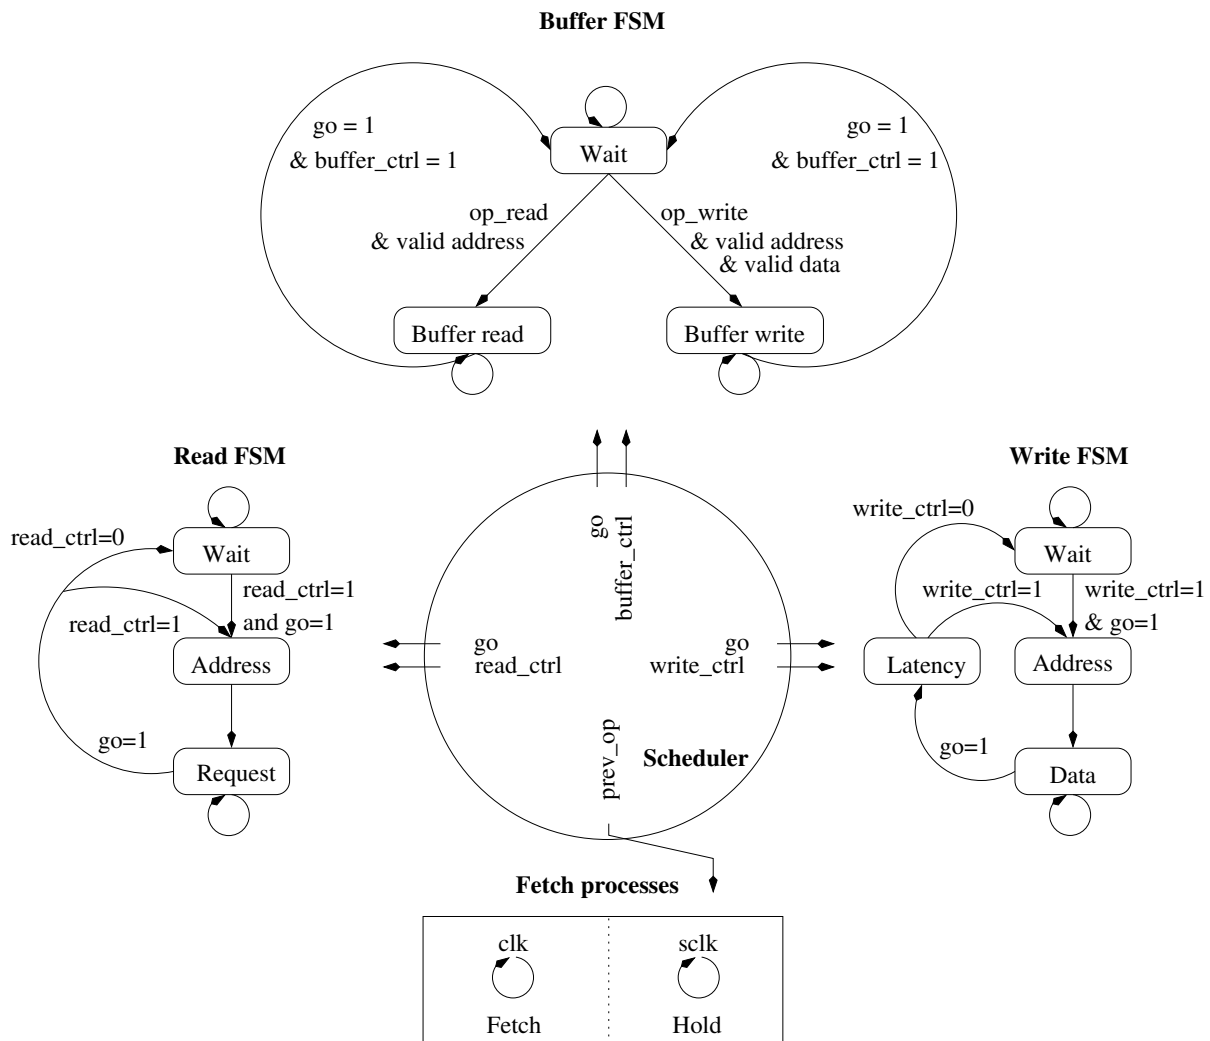 Buffer FSM
go = 1
& buffer_ctrl = 1
Wait
go = 1
& buffer_ctrl = 1
op_read
& valid address
op_write
& valid address
& valid data
Buffer read
Buffer write
Read FSM
read_ctrl=0
Wait
read_ctrl=1
and go=1
read_ctrl=1
Address
go=1
Request
go
buffer_ctrl
go
read_ctrl
go
write_ctrl
prev_op
Scheduler
Write FSM
write_ctrl=0
Wait
write_ctrl=1
write_ctrl=1
& go=1
Latency
Address
go=1
Data
Fetch processes
clk
sclk
Fetch
Hold